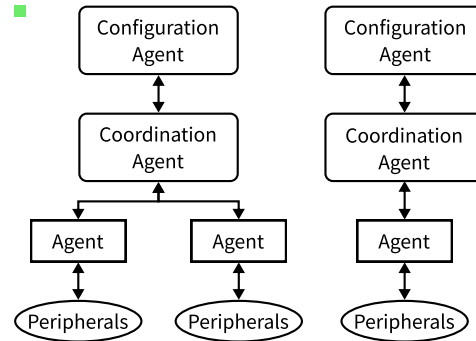 Configuration
Agent
Configuration
Agent
Coordination
Agent
Coordination
Agent
Agent
Agent
Agent
Peripherals
Peripherals
Peripherals